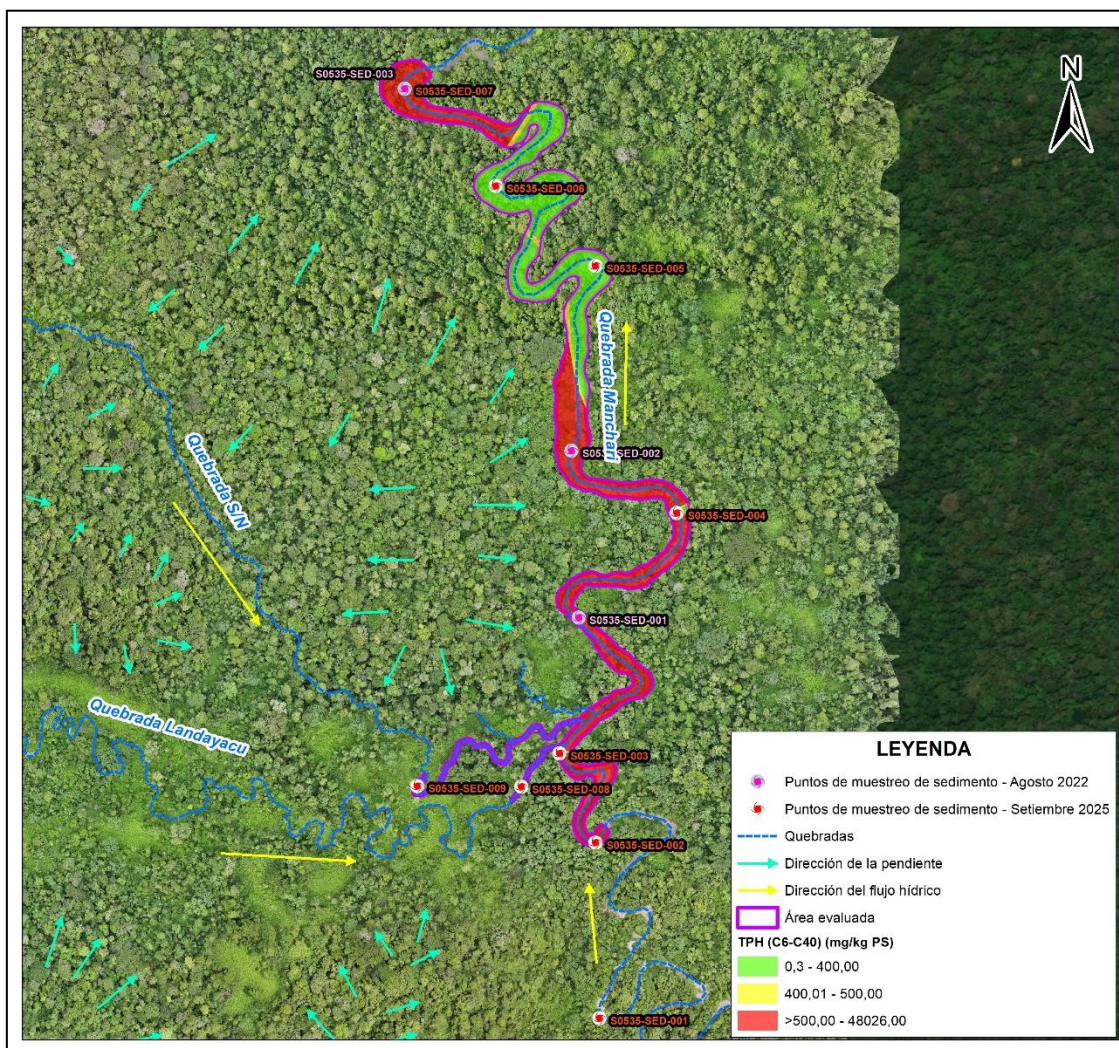 N
S0535-SED-003
S0535-SED-007
S0535-SED-006
S0535-SED-005
Quebrada Manchari
S0535-SED-002
S0535-SED-004
Quebrada S/N
S0535-SED-001
Quebrada Landayacu
S0535-SED-003
S0535-SED-009
S0535-SED-008
S0535-SED-002
S0535-SED-001
LEYENDA
Puntos de muestreo de sedimento - Agosto 2022
Puntos de muestreo de sedimento - Setiembre 2025
Quebradas
Dirección de la pendiente
Dirección del flujo hídrico
Área evaluada
TPH (C6-C40) (mg/kg PS)
0,3 - 400,00
400,01 - 500,00
>500,00 - 48026,00